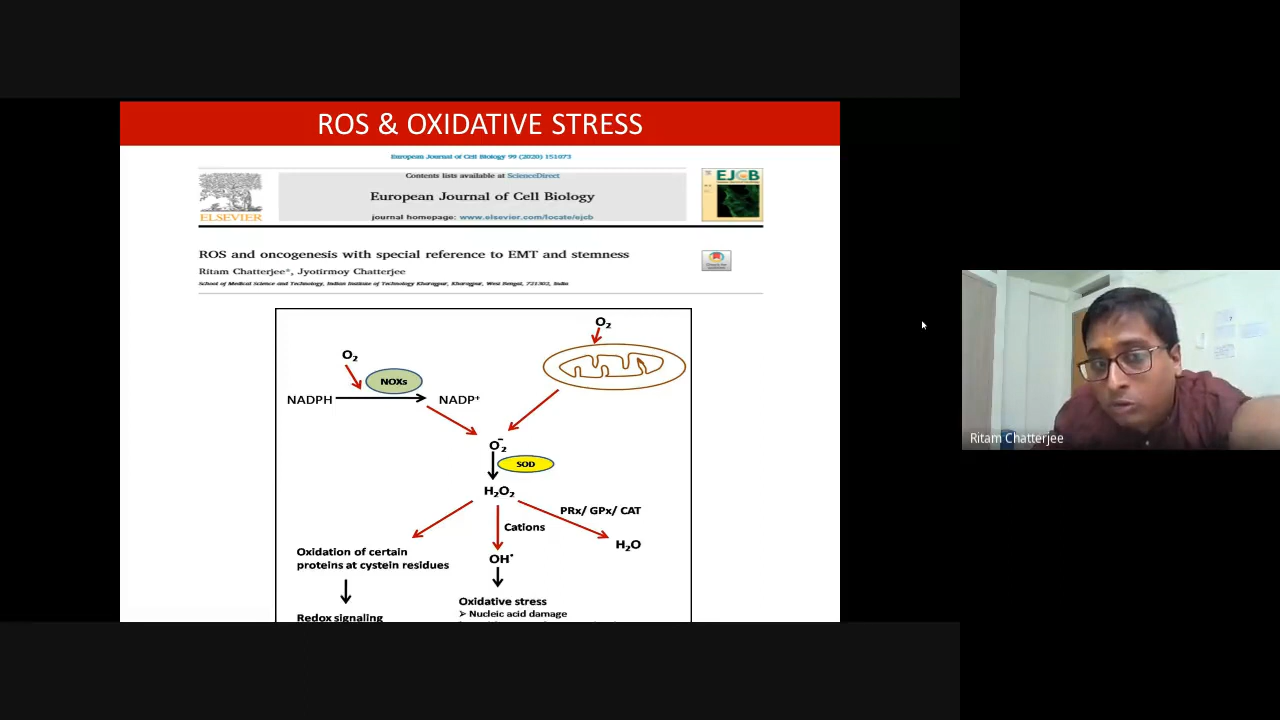 ROS & OXIDATIVE STRESS
European Journal of Cell Biology 99 (2020) 151073
Contents lists available at ScienceDirect
European Journal of Cell Biology
journal homepage: www.elsevier.com/locate/ejcb
ELSEVIER
EJCB
ROS and oncogenesis with special reference to EMT and stemness
Ritam Chatterjee*, Jyotirmoy Chatterjee
School of Medical Science and Technology, Indian Institute of Technology Kharagpur, Kharagpur, West Bengal, 721302, India
O₂
O₂
NOXs
NADPH
NADP⁺
O₂⁻
SOD
H₂O₂
PRx/ GPx/ CAT
Cations
H₂O
Oxidation of certain
proteins at cystein residues
OH•
Oxidative stress
➢ Nucleic acid damage
Redox signaling
Ritam Chatterjee